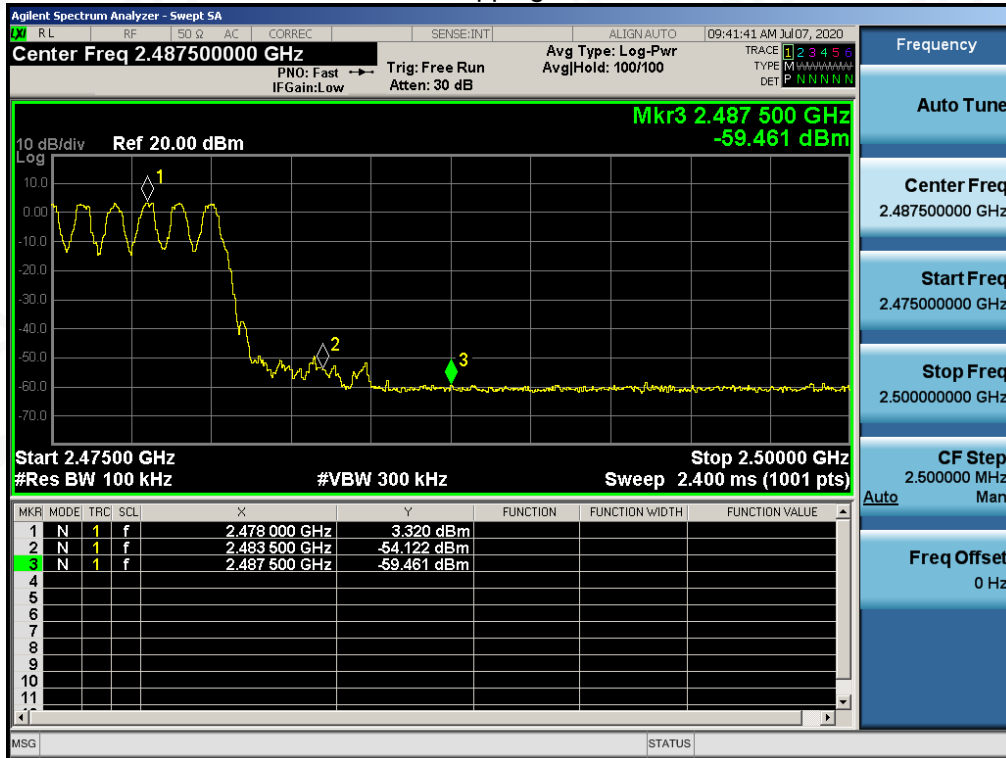 Agilent Spectrum Analyzer - Swept SA
LXI RL RF 50 Ω AC CORREC SENSE:INT ALIGN AUTO 09:41:41 AM Jul 07, 2020
Center Freq 2.487500000 GHz
PNO: Fast
IFGain:Low
Trig: Free Run
Atten: 30 dB
Avg Type: Log-Pwr
Avg|Hold: 100/100
TRACE 1 2 3 4 5 6
TYPE M WWWWW
DET P N N N N N
Mkr3 2.487 500 GHz
-59.461 dBm
10 dB/div Ref 20.00 dBm
Log
10.0
0.00
-10.0
-20.0
-30.0
-40.0
-50.0
-60.0
-70.0
1
2
3
Start 2.47500 GHz Stop 2.50000 GHz
#Res BW 100 kHz #VBW 300 kHz Sweep 2.400 ms (1001 pts)
MKR MODE TRC SCL X Y FUNCTION FUNCTION WIDTH FUNCTION VALUE
1 N 1 f 2.478 000 GHz 3.320 dBm
2 N 1 f 2.483 500 GHz -54.122 dBm
3 N 1 f 2.487 500 GHz -59.461 dBm
4
5
6
7
8
9
10
11
MSG STATUS
Frequency
Auto Tune
Center Freq
2.487500000 GHz
Start Freq
2.475000000 GHz
Stop Freq
2.500000000 GHz
CF Step
2.500000 MHz
Auto Man
Freq Offset
0 Hz